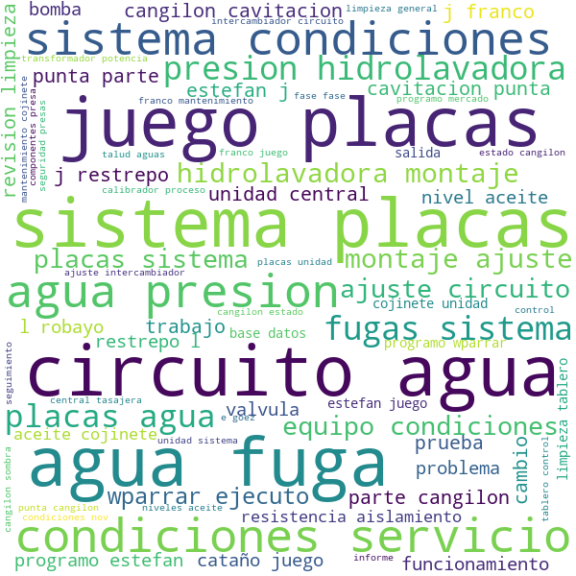 bomba
cangilon cavitacion
limpieza general
j franco
intercambiador circuito
sistema condiciones
transformador potencia
punta parte
presion hidrolavadora
revision limpieza
mantenimiento cojinete
componentes presa
seguridad presas
estefan j
cavitacion punta
franco mantenimiento
fase fase
programo mercado
juego placas
talud aguas
franco juego
salida
estado cangilon
j restrepo
hidrolavadora montaje
calibrador proceso
unidad central
nivel aceite
sistema placas
placas sistema
placas unidad
montaje ajuste
ajuste intercambiador
agua presion
ajuste circuito
cojinete unidad
cangilon estado
control
l robayo
trabajo
fugas sistema
base datos
restrepo l
programo wparrar
seguimiento
circuito agua
limpieza tablero
central tasajera
estefan juego
placas agua
valvula
e goez
equipo condiciones
aceite cojinete
unidad sistema
prueba
agua fuga
problema
cambio
tablero control
cangilon sombra
niveles aceite
wparrar ejecuto
parte cangilon
punta cangilon
condiciones nov
resistencia aislamiento
condiciones servicio
informe
programo estefan
cataño juego
funcionamiento